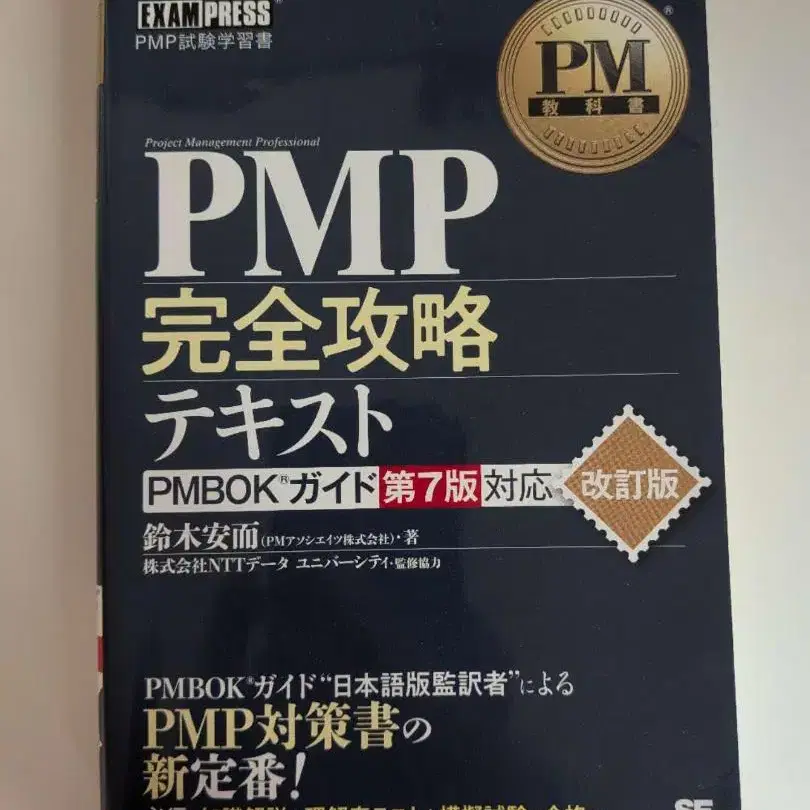 EXAMPRESS®
PMP試験学習書
PM®
教科書
Project Management Professional
PMP
完全攻略
テキスト
PMBOK®ガイド 第7版 対応
改訂版
鈴木安而(PMアソシエイツ株式会社)・著
株式会社NTTデータ ユニバーシティ・監修協力
PMBOK®ガイド“日本語版監訳者”による
PMP対策書の
新定番!
SE